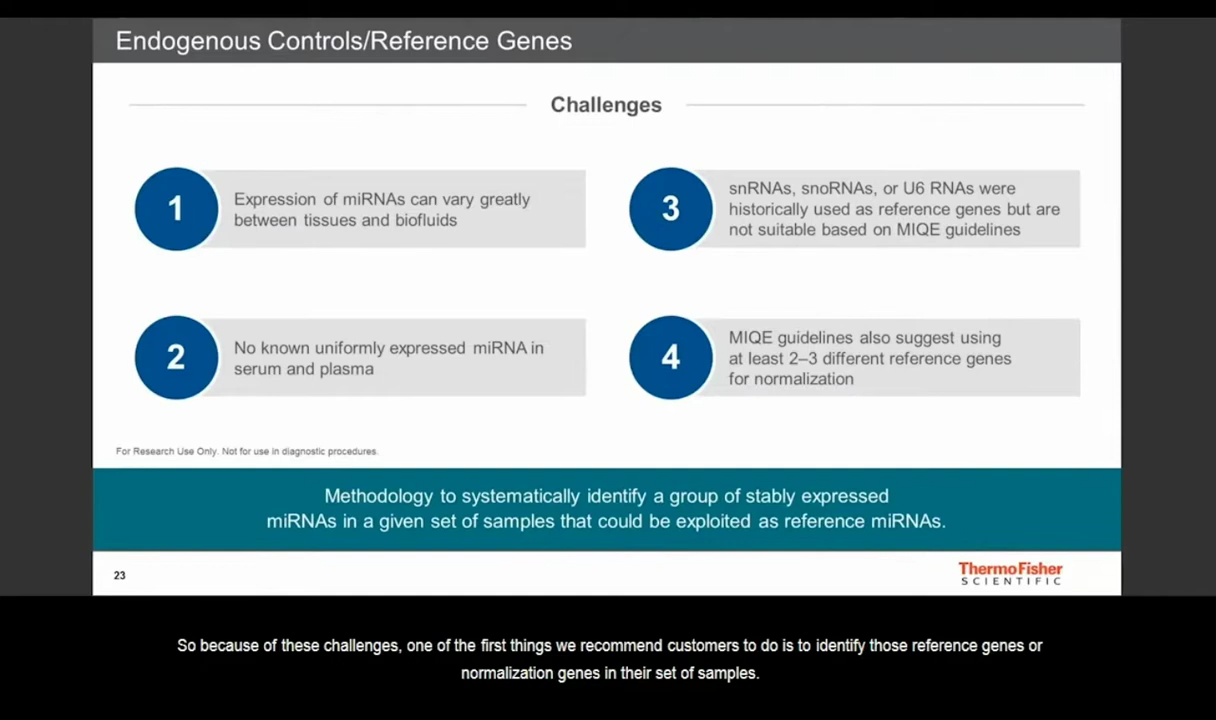 Endogenous Controls/Reference Genes
Challenges
1
Expression of miRNAs can vary greatly
between tissues and biofluids
2
No known uniformly expressed miRNA in
serum and plasma
3
snRNAs, snoRNAs, or U6 RNAs were
historically used as reference genes but are
not suitable based on MIQE guidelines
4
MIQE guidelines also suggest using
at least 2–3 different reference genes
for normalization
For Research Use Only. Not for use in diagnostic procedures.
Methodology to systematically identify a group of stably expressed
miRNAs in a given set of samples that could be exploited as reference miRNAs.
23
ThermoFisher
SCIENTIFIC
So because of these challenges, one of the first things we recommend customers to do is to identify those reference genes or
normalization genes in their set of samples.